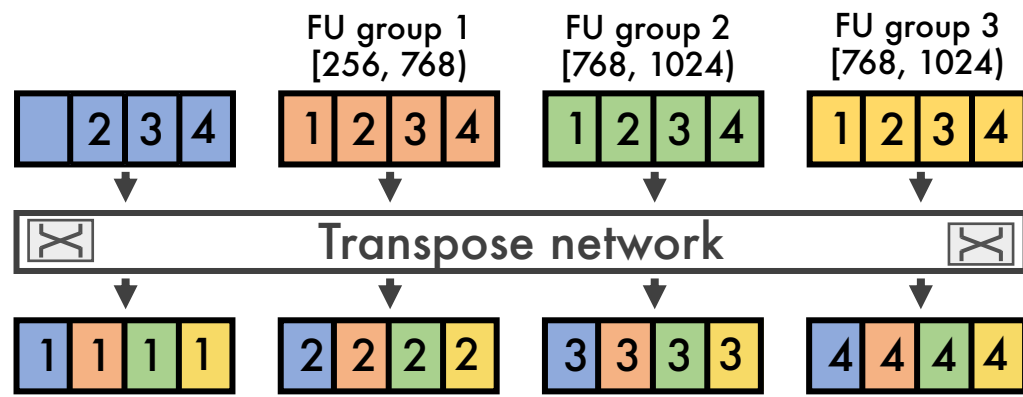 FU group 1 FU group 2 FU group 3
[256, 768) [768, 1024) [768, 1024)
2 3 4 1 2 3 4 1 2 3 4 1 2 3 4
Transpose network
1 1 1 1 2 2 2 2 3 3 3 3 4 4 4 4